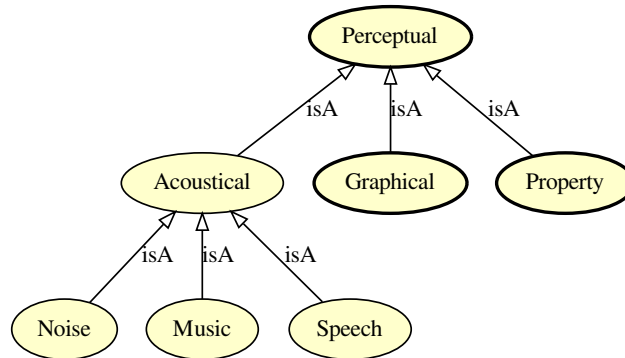 Perceptual
isA isA isA
Acoustical Graphical Property
isA isA isA
Noise Music Speech